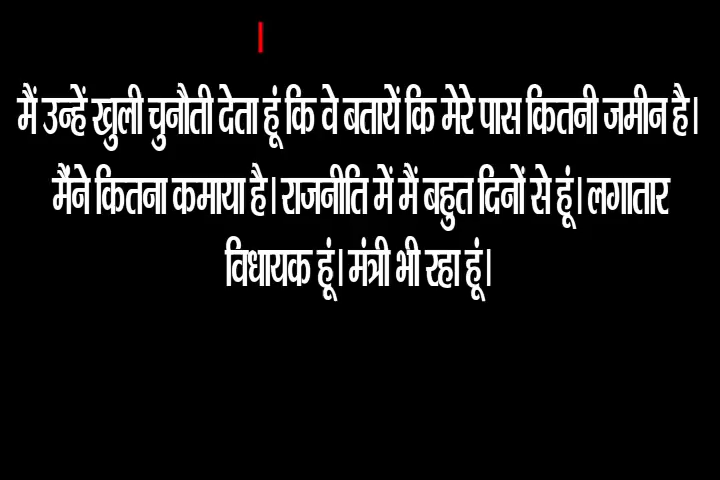 ।
मैं उन्हें खुली चुनौती देता हूं कि वे बतायें कि मेरे पास कितनी जमीन है।
मैंने कितना कमाया है। राजनीति में मैं बहुत दिनों से हूं। लगातार
विधायक हूं। मंत्री भी रहा हूं।